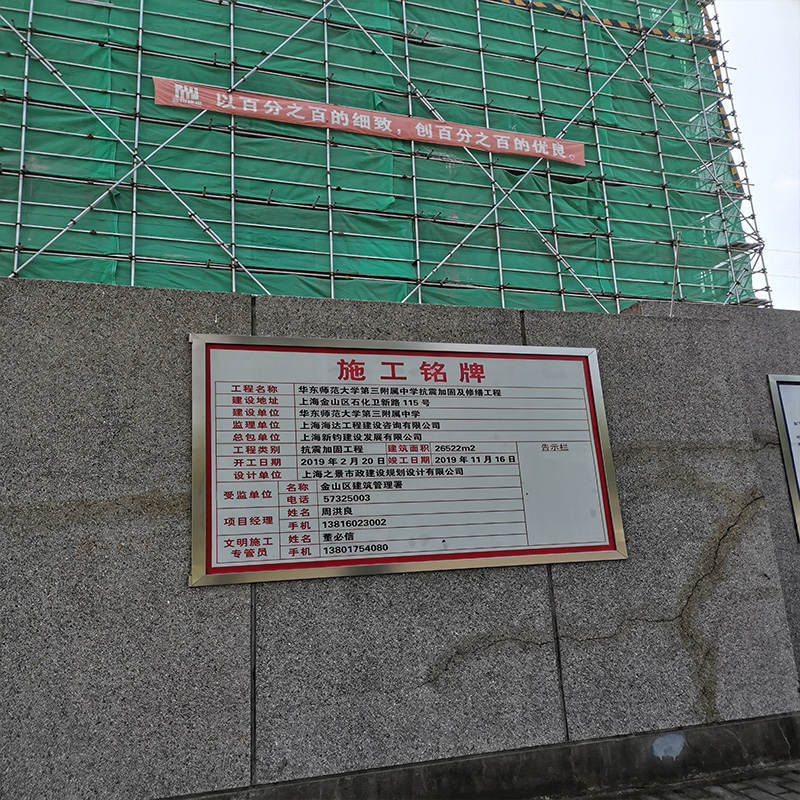 以百分之百的细致，创百分之百的优良。
施工铭牌
工程名称 华东师范大学第三附属中学抗震加固及修缮工程
建设地址 上海金山区石化卫新路115号
建设单位 华东师范大学第三附属中学
监理单位 上海海达工程建设咨询有限公司
总包单位 上海新钧建设发展有限公司
工程类别 抗震加固工程 建筑面积 26522m2 告示栏
开工日期 2019年2月20日 竣工日期 2019年11月16日
设计单位 上海之景市政建设规划设计有限公司
受监单位 名称 金山区建筑管理署
电话 57325003
项目经理 姓名 周洪良
手机 13816023002
文明施工专管员 姓名 董必信
手机 13801754080